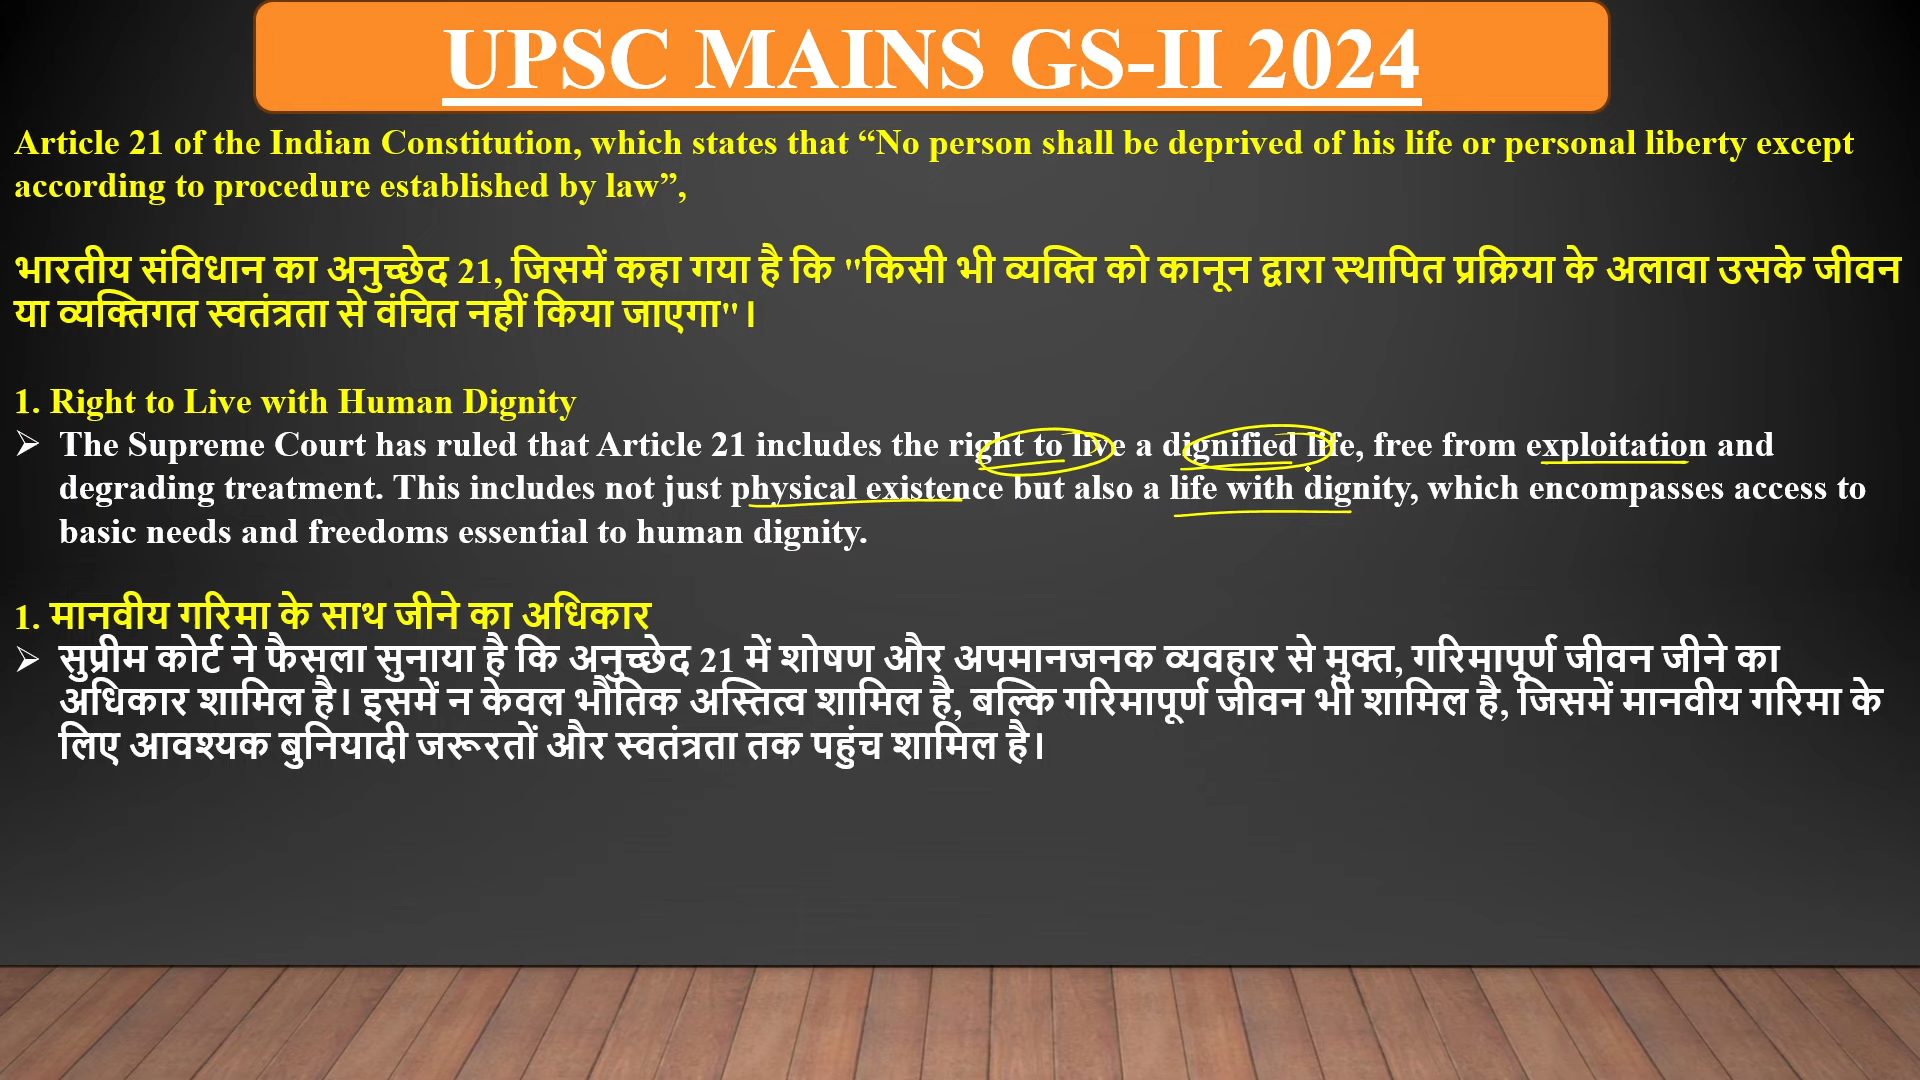 UPSC MAINS GS-II 2024
Article 21 of the Indian Constitution, which states that “No person shall be deprived of his life or personal liberty except
according to procedure established by law”,
भारतीय संविधान का अनुच्छेद 21, जिसमें कहा गया है कि "किसी भी व्यक्ति को कानून द्वारा स्थापित प्रक्रिया के अलावा उसके जीवन
या व्यक्तिगत स्वतंत्रता से वंचित नहीं किया जाएगा"।
1. Right to Live with Human Dignity
➢ The Supreme Court has ruled that Article 21 includes the right to live a dignified life, free from exploitation and
degrading treatment. This includes not just physical existence but also a life with dignity, which encompasses access to
basic needs and freedoms essential to human dignity.
1. मानवीय गरिमा के साथ जीने का अधिकार
➢ सुप्रीम कोर्ट ने फैसला सुनाया है कि अनुच्छेद 21 में शोषण और अपमानजनक व्यवहार से मुक्त, गरिमापूर्ण जीवन जीने का
अधिकार शामिल है। इसमें न केवल भौतिक अस्तित्व शामिल है, बल्कि गरिमापूर्ण जीवन भी शामिल है, जिसमें मानवीय गरिमा के
लिए आवश्यक बुनियादी जरूरतों और स्वतंत्रता तक पहुंच शामिल है।